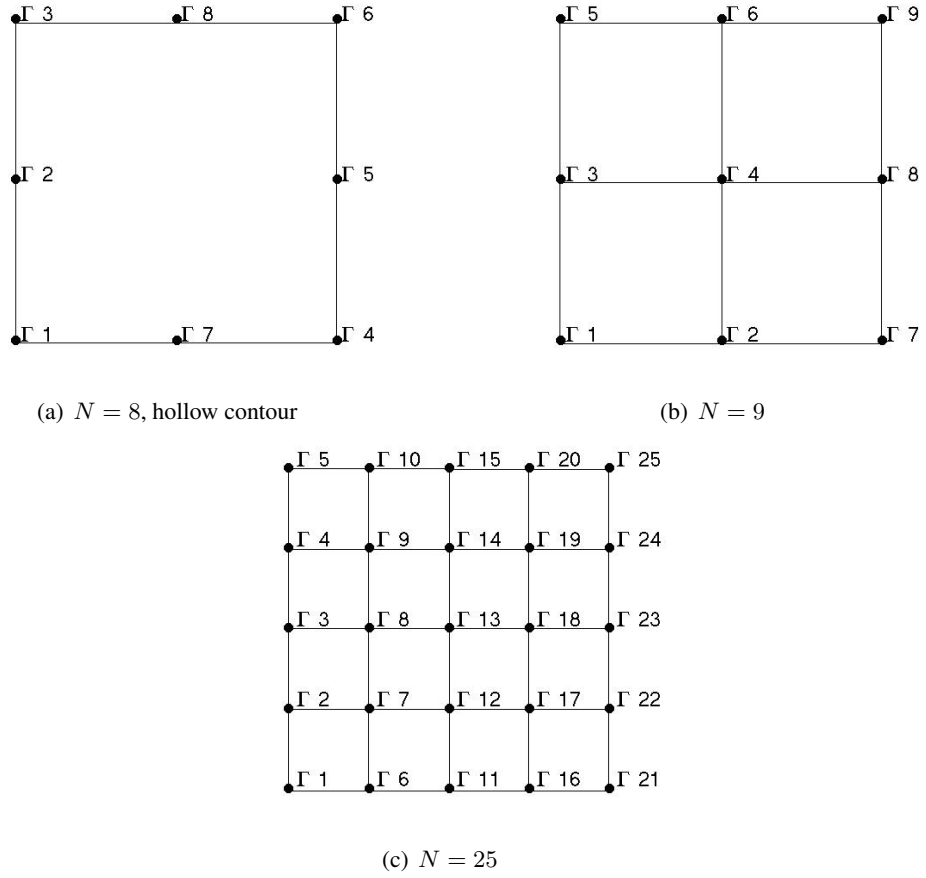 Γ 3 Γ 8 Γ 6
Γ 2 Γ 5
Γ 1 Γ 7 Γ 4
(a) N = 8, hollow contour
Γ 5 Γ 6 Γ 9
Γ 3 Γ 4 Γ 8
Γ 1 Γ 2 Γ 7
(b) N = 9
Γ 5 Γ 10 Γ 15 Γ 20 Γ 25
Γ 4 Γ 9 Γ 14 Γ 19 Γ 24
Γ 3 Γ 8 Γ 13 Γ 18 Γ 23
Γ 2 Γ 7 Γ 12 Γ 17 Γ 22
Γ 1 Γ 6 Γ 11 Γ 16 Γ 21
(c) N = 25